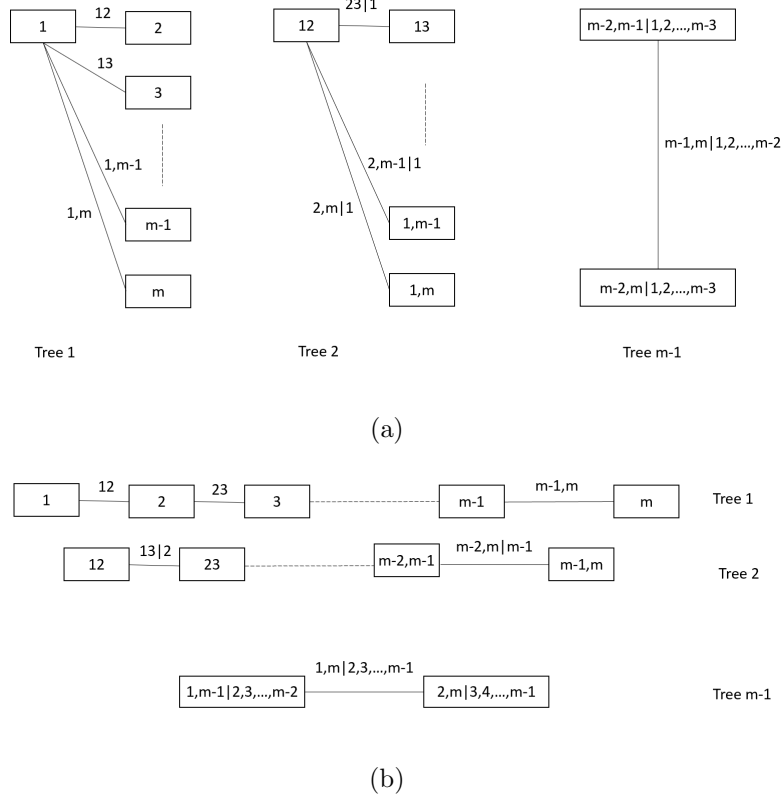 12
1
2
13
3
1,m-1
m-1
1,m
m
Tree 1
23|1
12
13
2,m-1|1
1,m-1
2,m|1
1,m
Tree 2
m-2,m-1|1,2,...,m-3
m-1,m|1,2,...,m-2
m-2,m|1,2,...,m-3
Tree m-1
(a)
1
12
2
23
3
m-1
m-1,m
m
Tree 1
12
13|2
23
m-2,m-1
m-2,m|m-1
m-1,m
Tree 2
1,m-1|2,3,...,m-2
1,m|2,3,...,m-1
2,m|3,4,...,m-1
Tree m-1
(b)